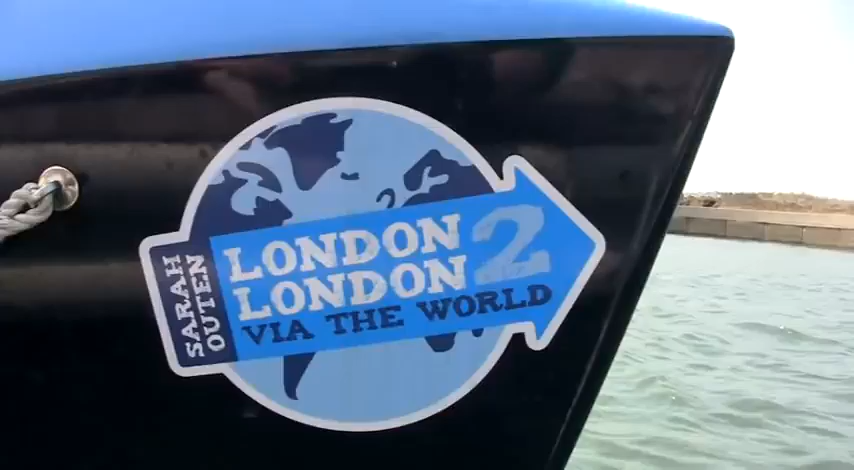 SARAH
OUTEN
LONDON 2
LONDON
VIA THE WORLD